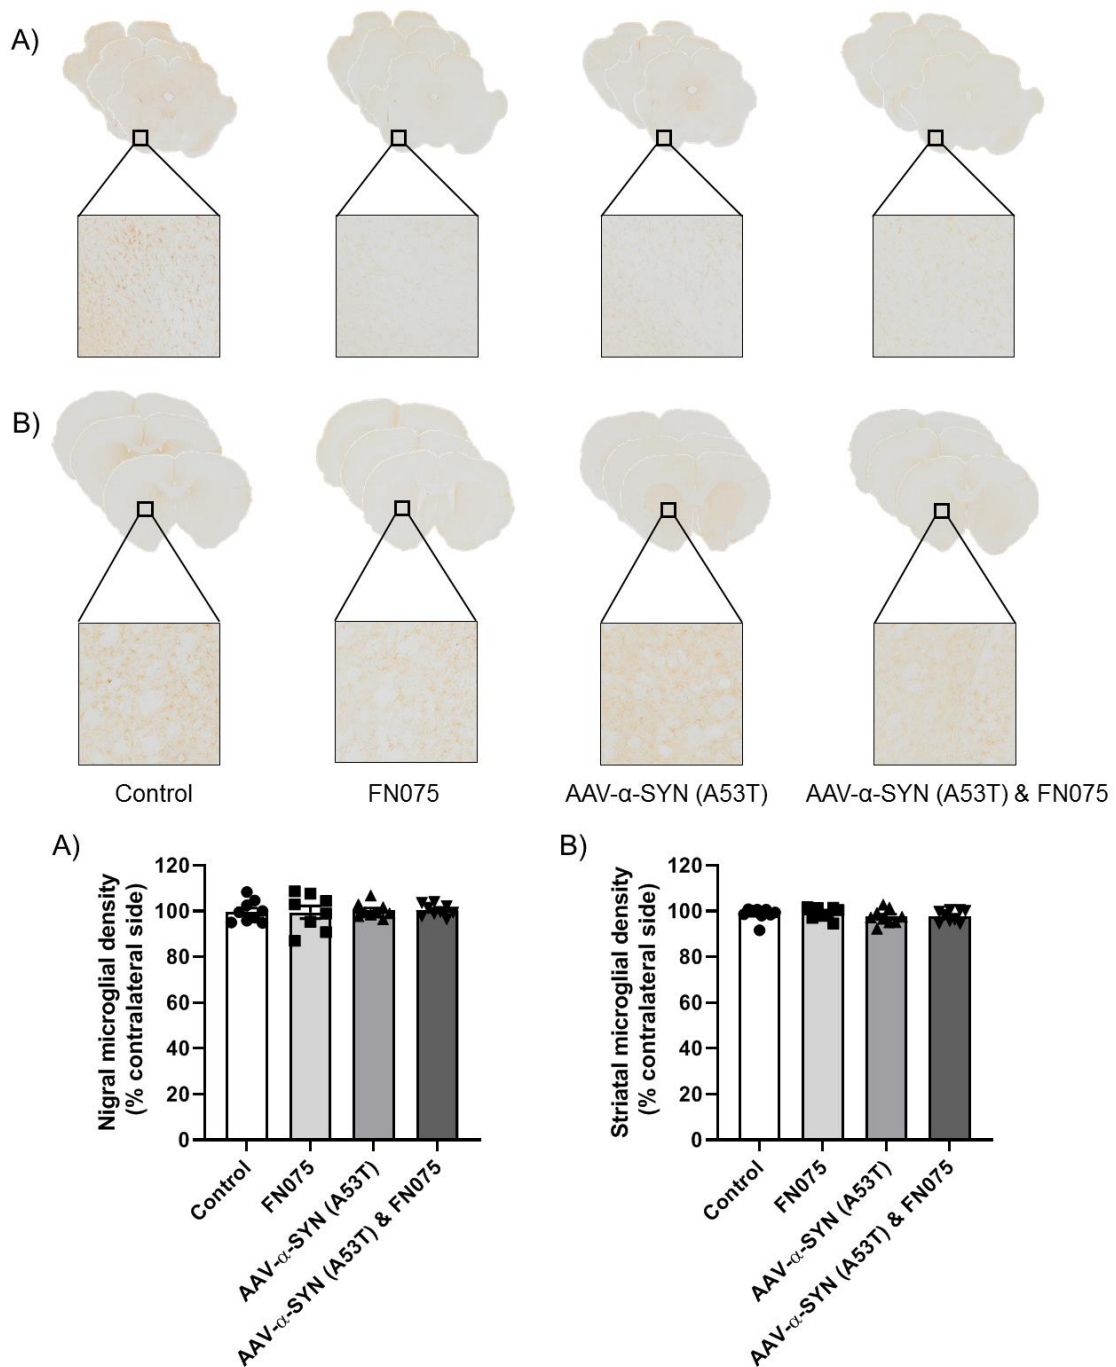 A)
B)
Control
FN075
AAV-α-SYN (A53T)
AAV-α-SYN (A53T) & FN075
A)
Nigral microglial density
(% contralateral side)
120
100
80
60
40
20
0
Control
FN075
AAV-α-SYN (A53T)
AAV-α-SYN (A53T) & FN075
B)
Striatal microglial density
(% contralateral side)
120
100
80
60
40
20
0
Control
FN075
AAV-α-SYN (A53T)
AAV-α-SYN (A53T) & FN075